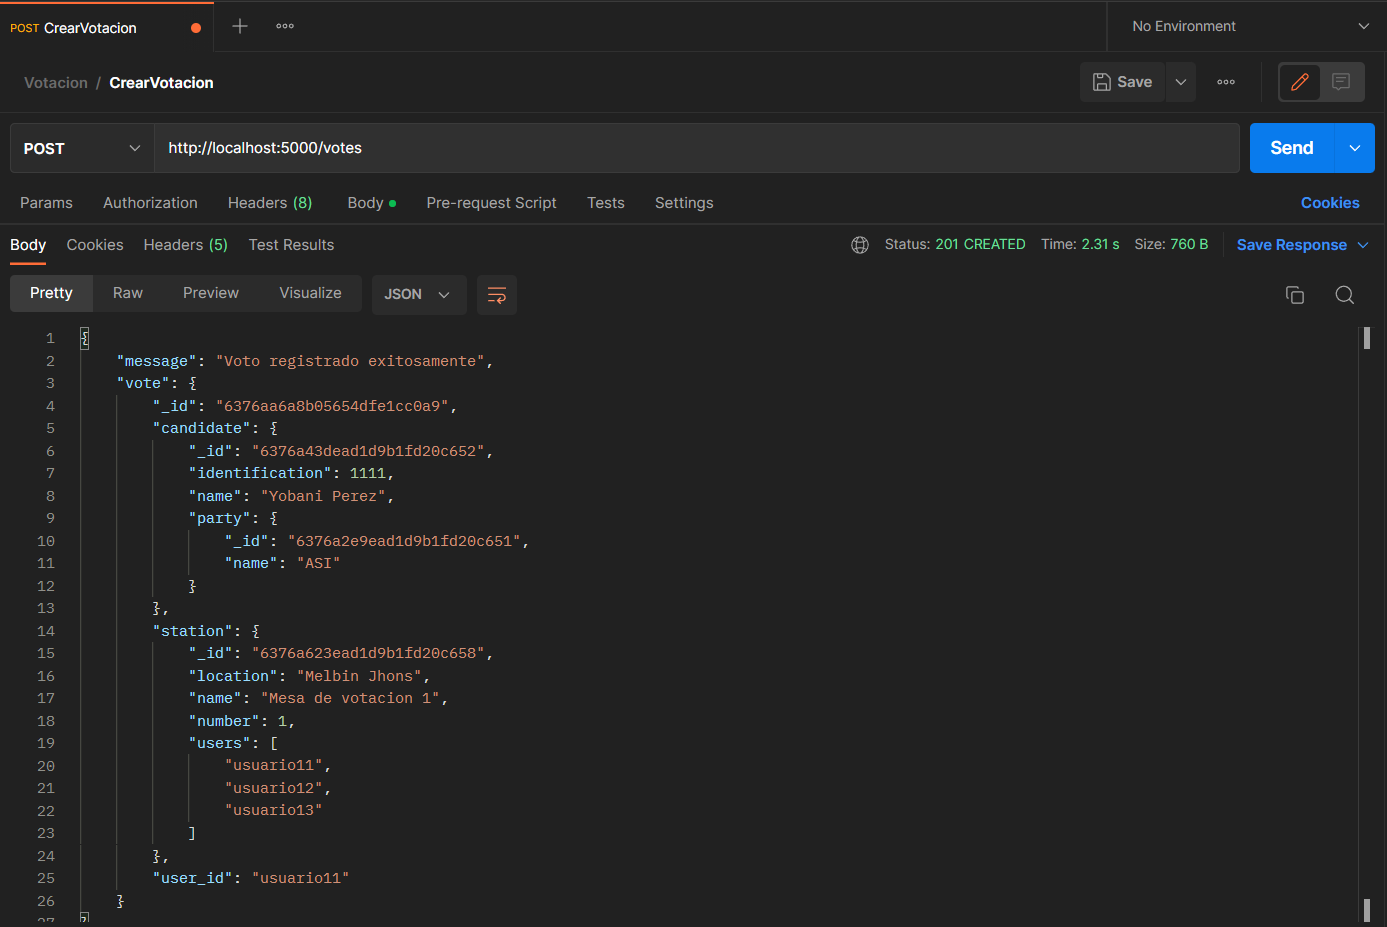 POST CrearVotacion
No Environment
Votacion / CrearVotacion
Save
POST http://localhost:5000/votes Send
Params Authorization Headers (8) Body Pre-request Script Tests Settings Cookies
Body Cookies Headers (5) Test Results Status: 201 CREATED Time: 2.31 s Size: 760 B Save Response
Pretty Raw Preview Visualize JSON
1 {
2 "message": "Voto registrado exitosamente",
3 "vote": {
4 "_id": "6376aa6a8b05654dfe1cc0a9",
5 "candidate": {
6 "_id": "6376a43dead1d9b1fd20c652",
7 "identification": 1111,
8 "name": "Yobani Perez",
9 "party": {
10 "_id": "6376a2e9ead1d9b1fd20c651",
11 "name": "ASI"
12 }
13 },
14 "station": {
15 "_id": "6376a623ead1d9b1fd20c658",
16 "location": "Melbin Jhons",
17 "name": "Mesa de votacion 1",
18 "number": 1,
19 "users": [
20 "usuario11",
21 "usuario12",
22 "usuario13"
23 ]
24 },
25 "user_id": "usuario11"
26 }
27 }